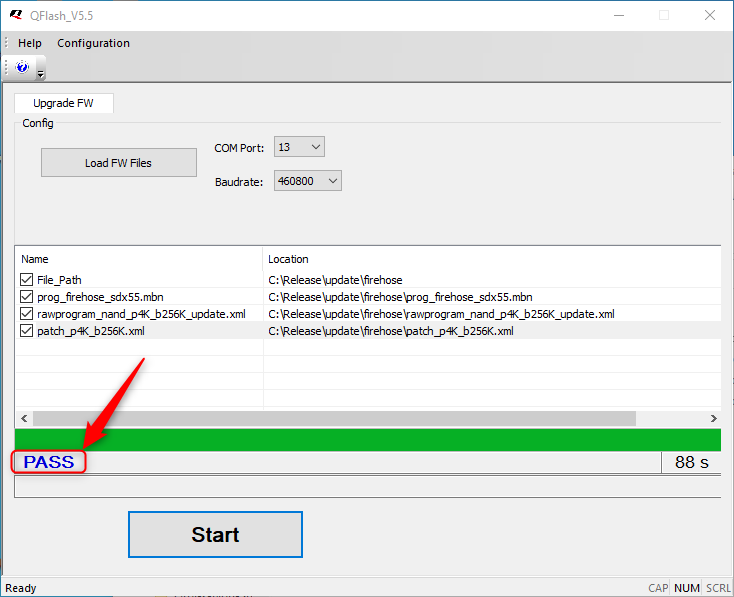 QFlash_V5.5
Help Configuration
Upgrade FW
Config
Load FW Files
COM Port: 13
Baudrate: 460800
Name Location
File_Path C:\Release\update\firehose
prog_firehose_sdx55.mbn C:\Release\update\firehose\prog_firehose_sdx55.mbn
rawprogram_nand_p4K_b256K_update.xml C:\Release\update\firehose\rawprogram_nand_p4K_b256K_update.xml
patch_p4K_b256K.xml C:\Release\update\firehose\patch_p4K_b256K.xml
PASS 88 s
Start
Ready CAP NUM SCRL